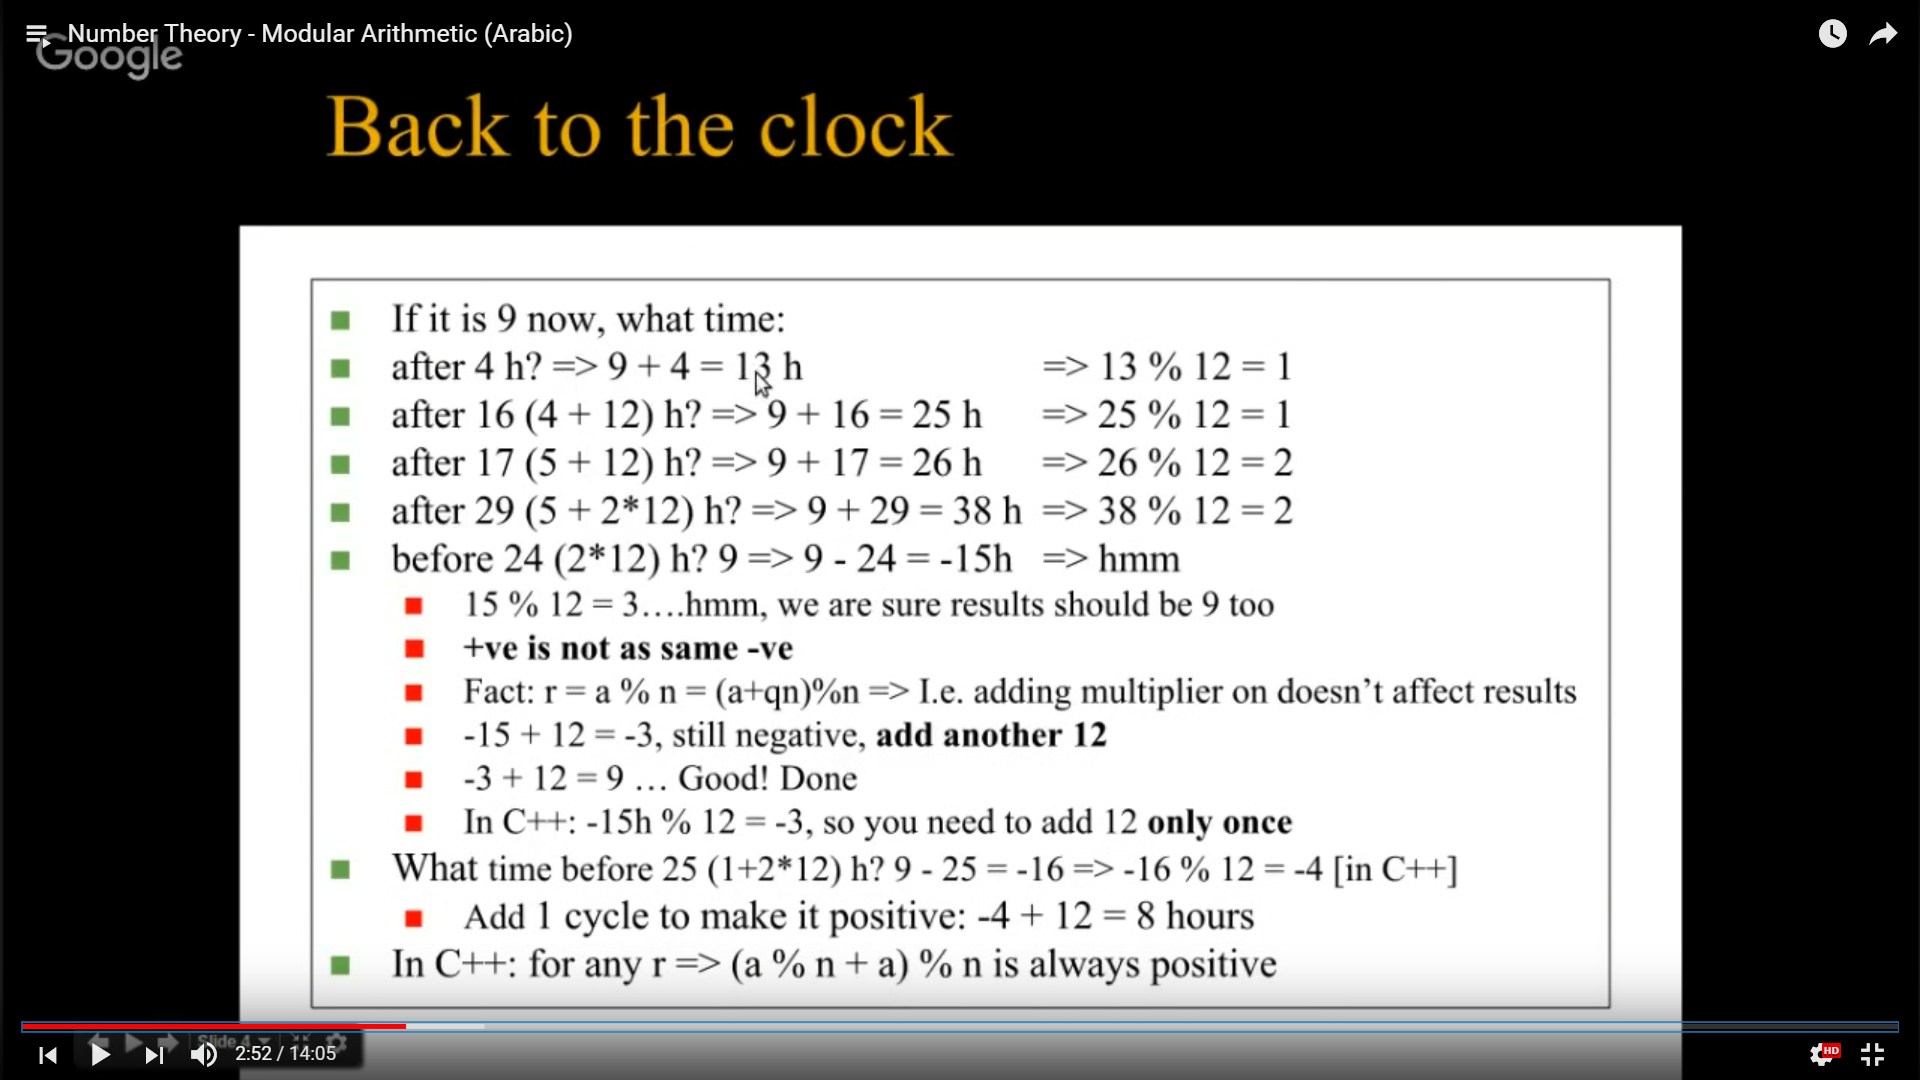 Number Theory - Modular Arithmetic (Arabic)
Google
Back to the clock
If it is 9 now, what time:
after 4 h? => 9 + 4 = 13 h => 13 % 12 = 1
after 16 (4 + 12) h? => 9 + 16 = 25 h => 25 % 12 = 1
after 17 (5 + 12) h? => 9 + 17 = 26 h => 26 % 12 = 2
after 29 (5 + 2*12) h? => 9 + 29 = 38 h => 38 % 12 = 2
before 24 (2*12) h? 9 => 9 - 24 = -15h => hmm
15 % 12 = 3….hmm, we are sure results should be 9 too
+ve is not as same -ve
Fact: r = a % n = (a+qn)%n => I.e. adding multiplier on doesn’t affect results
-15 + 12 = -3, still negative, add another 12
-3 + 12 = 9 … Good! Done
In C++: -15h % 12 = -3, so you need to add 12 only once
What time before 25 (1+2*12) h? 9 - 25 = -16 => -16 % 12 = -4 [in C++]
Add 1 cycle to make it positive: -4 + 12 = 8 hours
In C++: for any r => (a % n + a) % n is always positive
Slide 4
2:52 / 14:05
HD